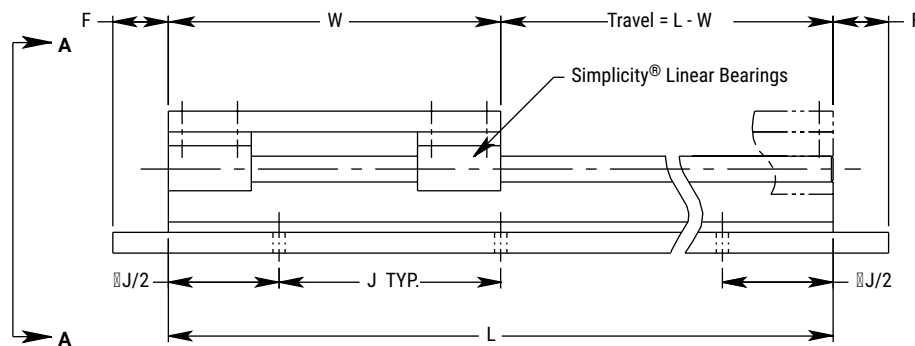 F W Travel = L - W F
A
Simplicity® Linear Bearings
J/2 J TYP. J/2
L
A